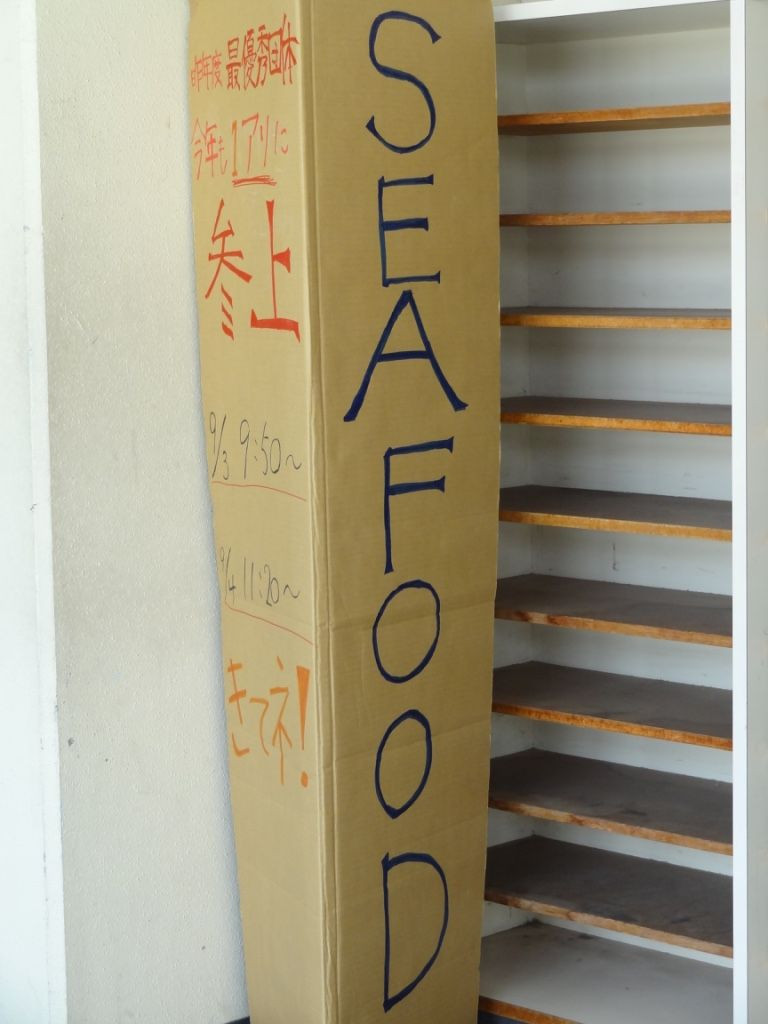 昨年度 最優秀団体
今年も 1アリに
参上
9/3 9:50~
9/4 11:20~
きてネ!
SEAFOOD